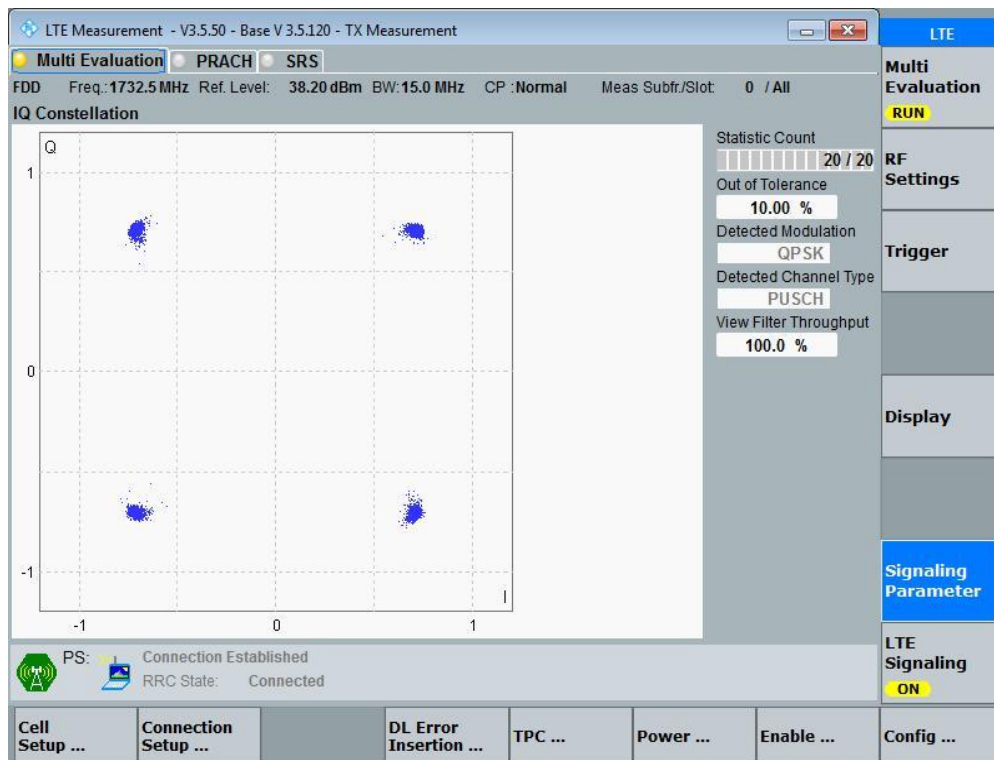 LTE Measurement - V3.5.50 - Base V 3.5.120 - TX Measurement
LTE
Multi Evaluation PRACH SRS
FDD Freq.:1732.5 MHz Ref. Level: 38.20 dBm BW:15.0 MHz CP :Normal Meas Subfr./Slot: 0 / All
IQ Constellation
Q
1
0
-1
I
-1 0 1
Statistic Count
20 / 20
Out of Tolerance
10.00 %
Detected Modulation
QPSK
Detected Channel Type
PUSCH
View Filter Throughput
100.0 %
Multi
Evaluation
RUN
RF
Settings
Trigger
Display
Signaling
Parameter
LTE
Signaling
ON
PS: Connection Established
RRC State: Connected
Cell
Setup ...
Connection
Setup ...
DL Error
Insertion ...
TPC ...
Power ...
Enable ...
Config ...